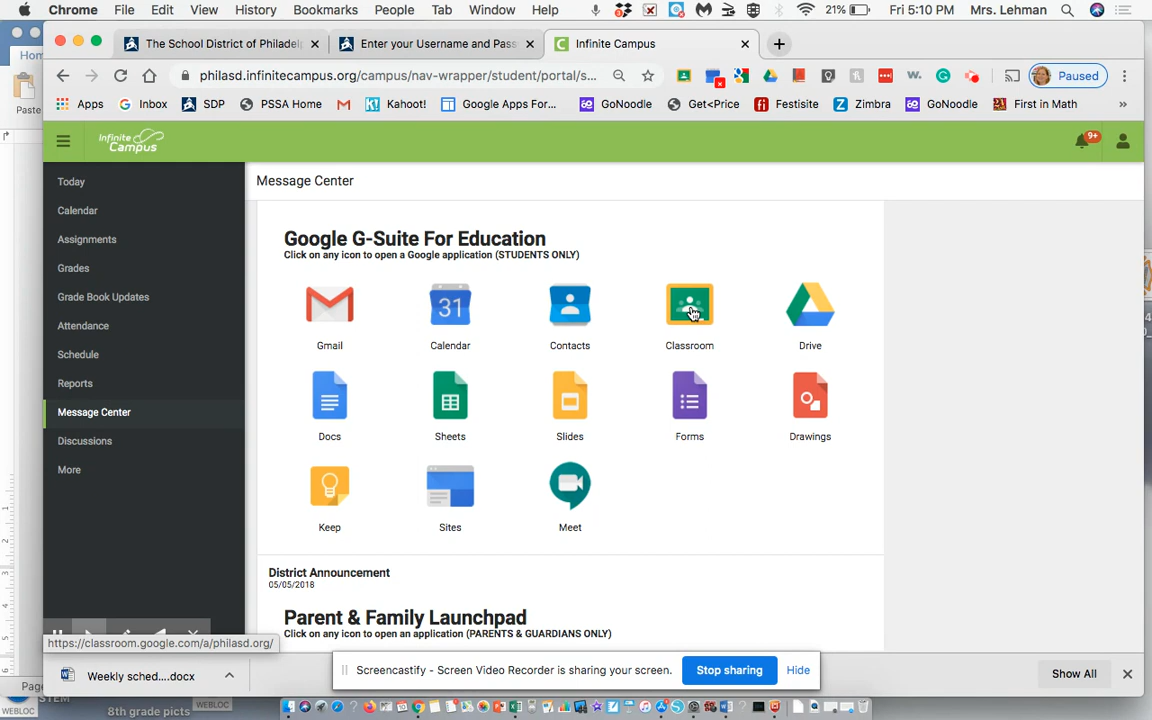 Chrome File Edit View History Bookmarks People Tab Window Help 21% Fri 5:10 PM Mrs. Lehman
The School District of Philadel
Enter your Username and Pass
Infinite Campus
philasd.infinitecampus.org/campus/nav-wrapper/student/portal/s...
Paused
Apps Inbox SDP PSSA Home Kahoot! Google Apps For... GoNoodle Get<Price Festisite Zimbra GoNoodle First in Math
Paste
Infinite Campus
9+
Today
Calendar
Assignments
Grades
Grade Book Updates
Attendance
Schedule
Reports
Message Center
Discussions
More
Message Center
Google G-Suite For Education
Click on any icon to open a Google application (STUDENTS ONLY)
31
Gmail Calendar Contacts Classroom Drive
Docs Sheets Slides Forms Drawings
Keep Sites Meet
District Announcement
05/05/2018
Parent & Family Launchpad
Click on any icon to open an application (PARENTS & GUARDIANS ONLY)
https://classroom.google.com/a/philasd.org/
Screencastify - Screen Video Recorder is sharing your screen. Stop sharing Hide
Weekly sched....docx
Show All
WEBLOC
STEM
8th grade picts
WEBLOC